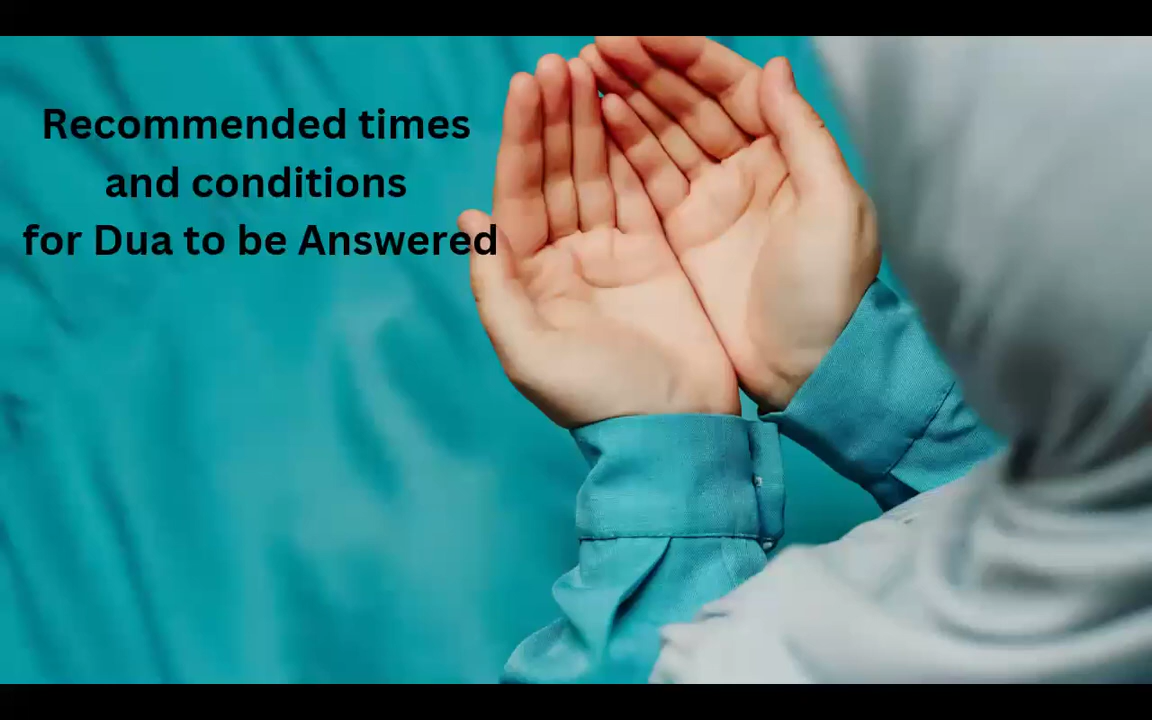 Recommended times
and conditions
for Dua to be Answered